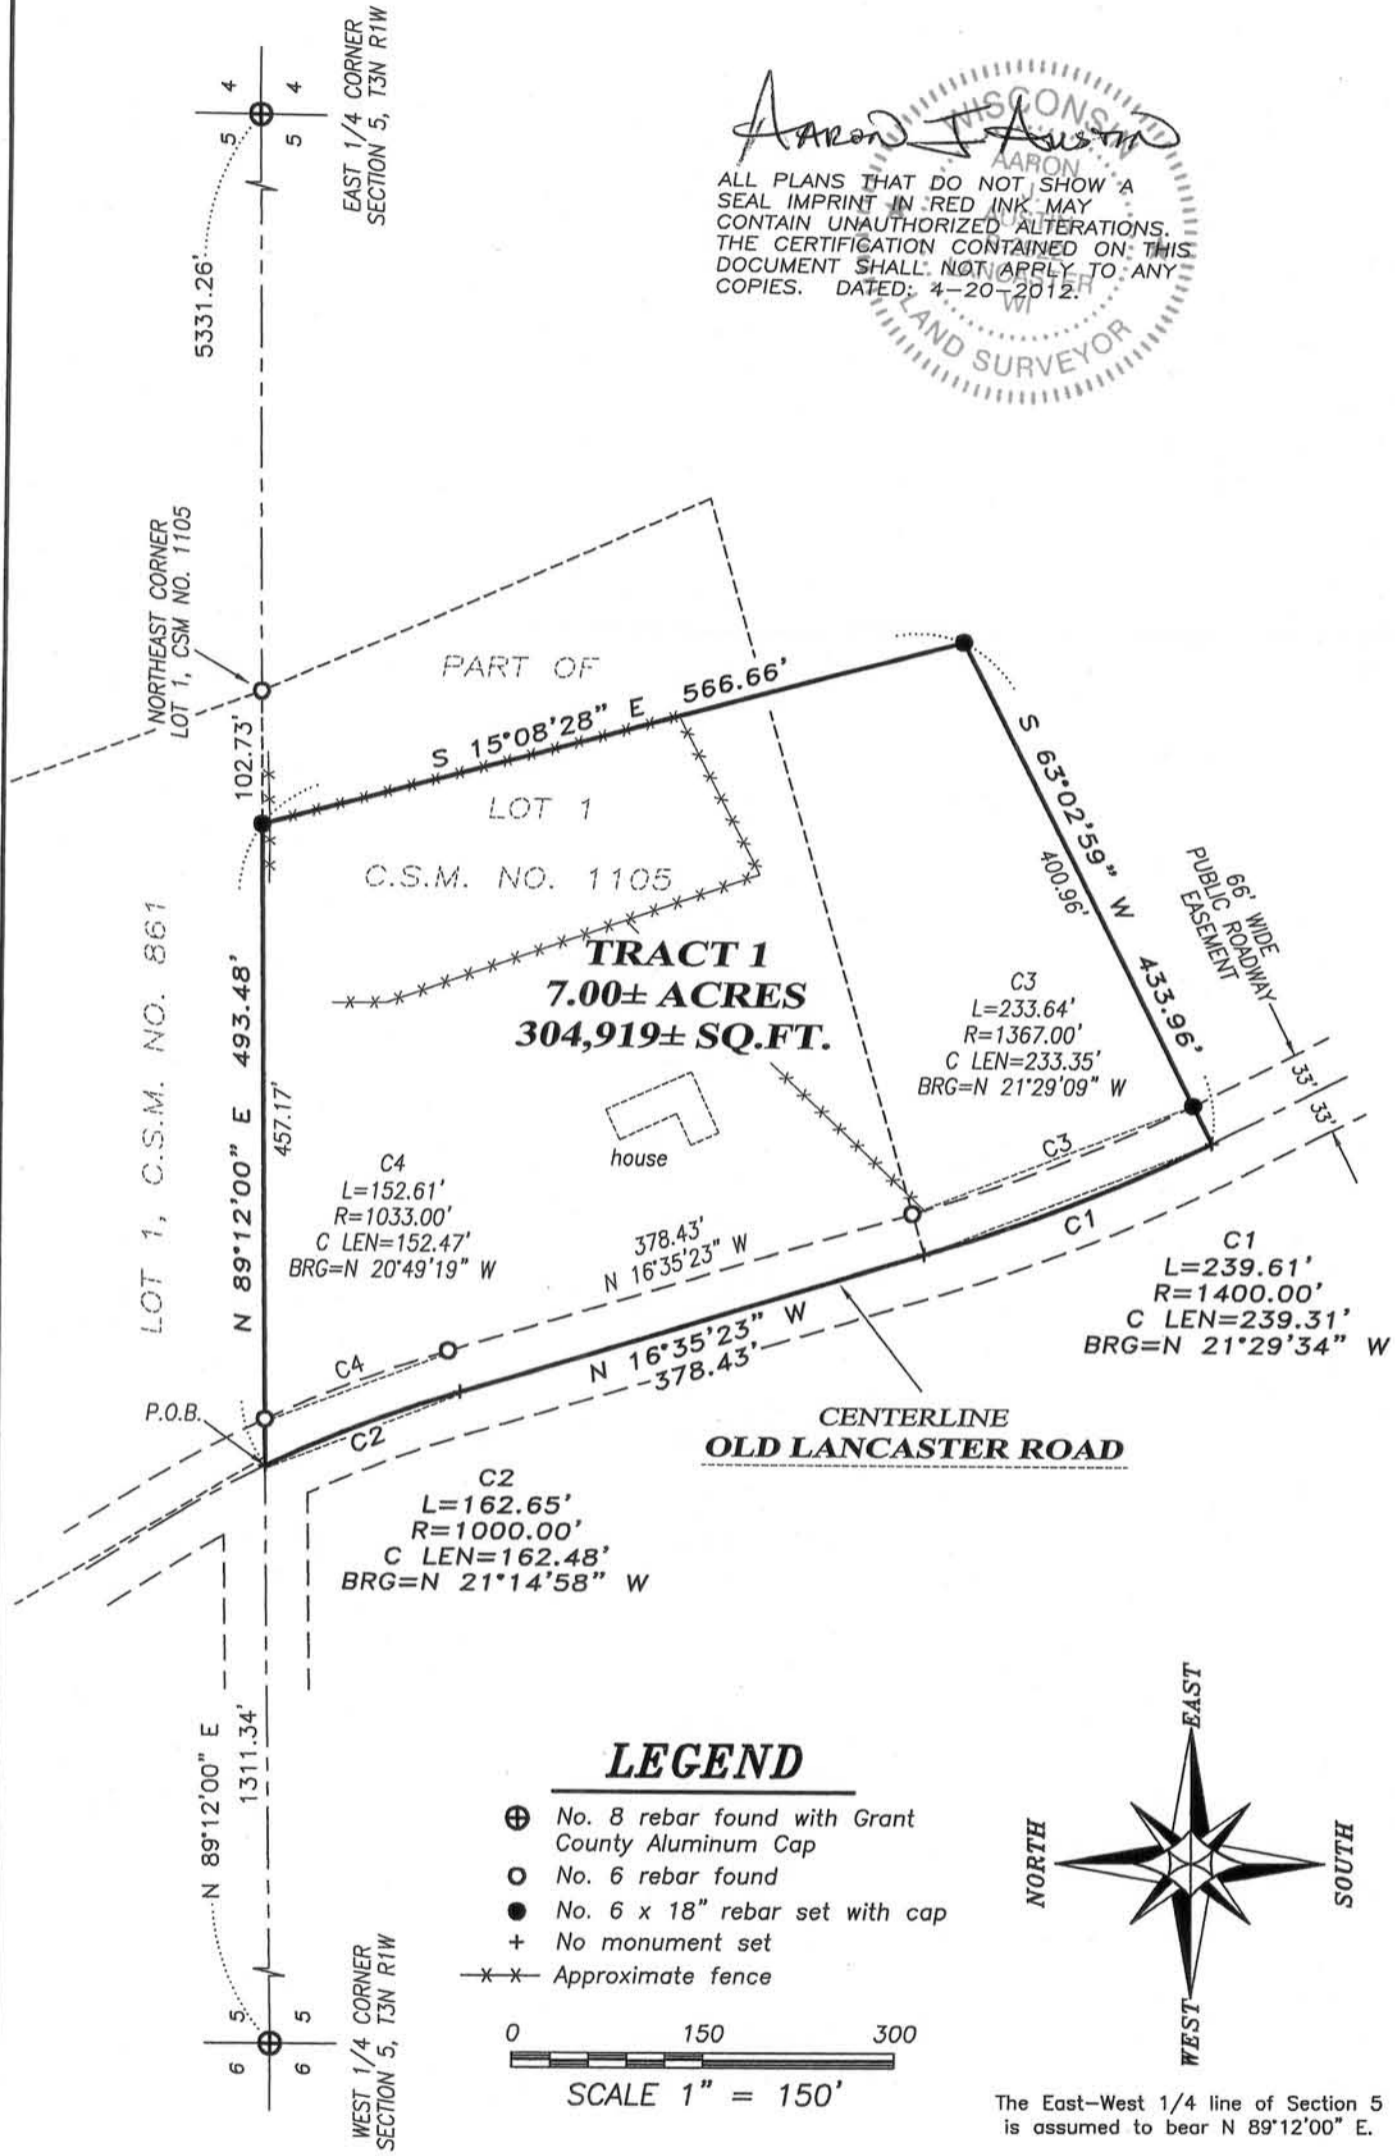 4
4
5
5
EAST 1/4 CORNER
SECTION 5, T3N R1W
5331.26'
AARON J AUSTIN
WISCONSIN
AARON
J.
AUSTIN
LANCASTER
WI
LAND SURVEYOR
ALL PLANS THAT DO NOT SHOW A
SEAL IMPRINT IN RED INK MAY
CONTAIN UNAUTHORIZED ALTERATIONS.
THE CERTIFICATION CONTAINED ON THIS
DOCUMENT SHALL NOT APPLY TO ANY
COPIES. DATED: 4-20-2012.
NORTHEAST CORNER
LOT 1, CSM NO. 1105
102.73'
PART OF
S 15°08'28" E 566.66'
LOT 1
C.S.M. NO. 1105
S 63°02'59" W 433.96'
400.96'
66' WIDE
PUBLIC ROADWAY
EASEMENT
33'
33'
LOT 1, C.S.M. NO. 861
N 89°12'00" E 493.48'
457.17'
TRACT 1
7.00± ACRES
304,919± SQ.FT.
C3
L=233.64'
R=1367.00'
C LEN=233.35'
BRG=N 21°29'09" W
house
C3
C4
L=152.61'
R=1033.00'
C LEN=152.47'
BRG=N 20°49'19" W
378.43'
N 16°35'23" W
C1
C1
L=239.61'
R=1400.00'
C LEN=239.31'
BRG=N 21°29'34" W
C4
N 16°35'23" W
378.43'
P.O.B.
C2
CENTERLINE
OLD LANCASTER ROAD
C2
L=162.65'
R=1000.00'
C LEN=162.48'
BRG=N 21°14'58" W
N 89°12'00" E
1311.34'
5
5
6
6
WEST 1/4 CORNER
SECTION 5, T3N R1W
LEGEND
No. 8 rebar found with Grant
County Aluminum Cap
No. 6 rebar found
No. 6 x 18" rebar set with cap
No monument set
Approximate fence
0 150 300
SCALE 1" = 150'
EAST
NORTH
SOUTH
WEST
The East-West 1/4 line of Section 5
is assumed to bear N 89°12'00" E.